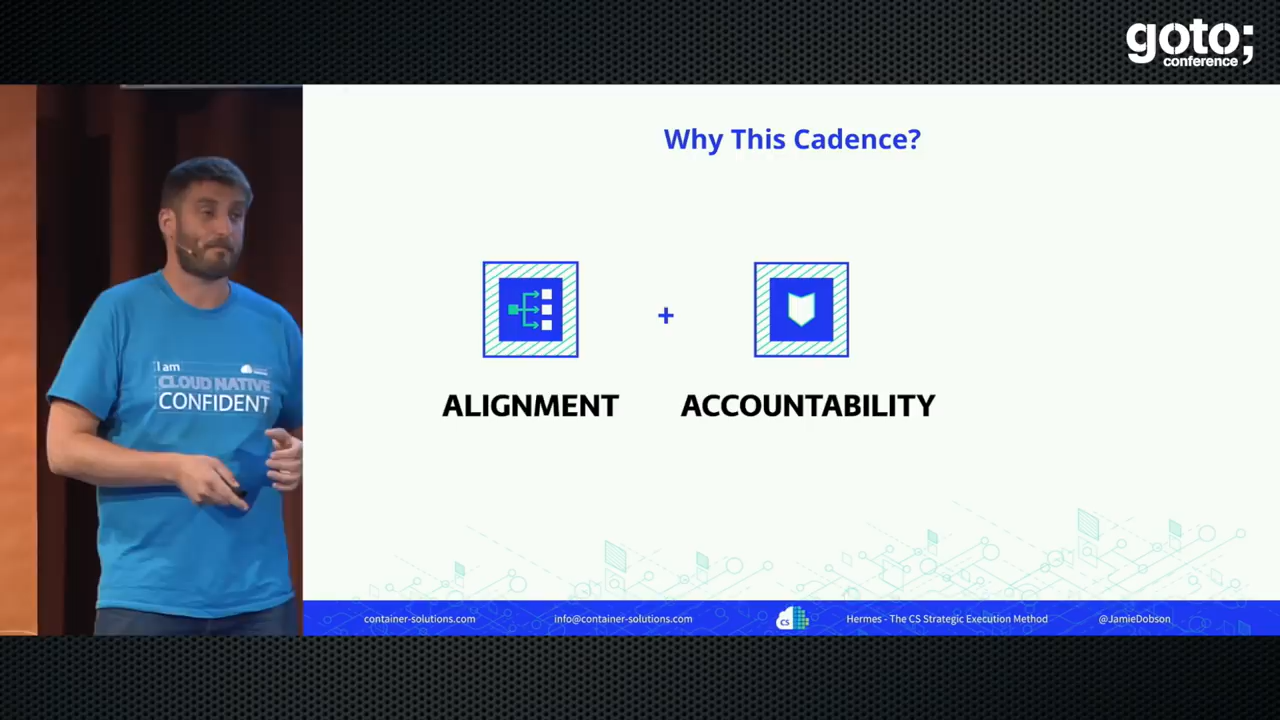 goto;
conference
Why This Cadence?
I am
CLOUD NATIVE
CONFIDENT
+
ALIGNMENT
ACCOUNTABILITY
container-solutions.com
info@container-solutions.com
CS
Hermes - The CS Strategic Execution Method
@JamieDobson